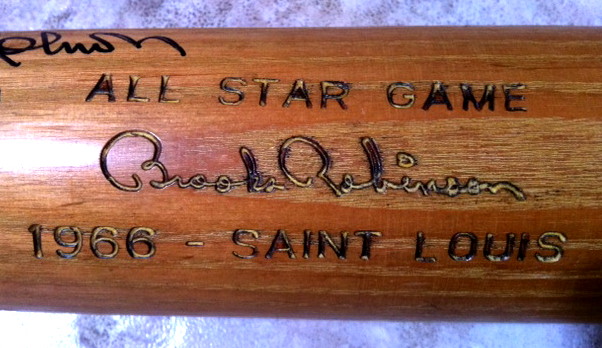 ALL STAR GAME
Brooks Robinson
1966 - SAINT LOUIS